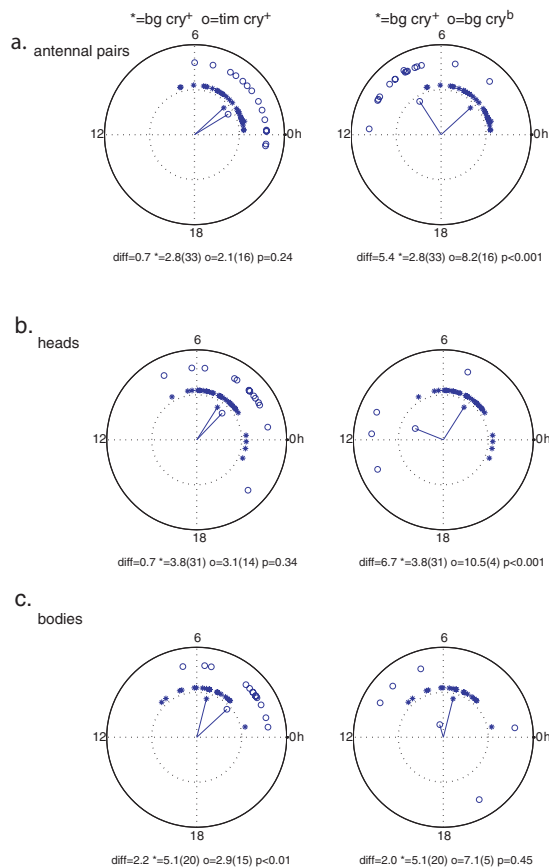 *=bg cry+ o=tim cry+
*=bg cry+ o=bg cryb
a.
antennal pairs
6
12
0h
18
6
12
0h
18
diff=0.7 *=2.8(33) o=2.1(16) p=0.24
diff=5.4 *=2.8(33) o=8.2(16) p<0.001
b.
heads
6
12
0h
18
6
12
0h
18
diff=0.7 *=3.8(31) o=3.1(14) p=0.34
diff=6.7 *=3.8(31) o=10.5(4) p<0.001
c.
bodies
6
12
0h
18
6
12
0h
18
diff=2.2 *=5.1(20) o=2.9(15) p<0.01
diff=2.0 *=5.1(20) o=7.1(5) p=0.45